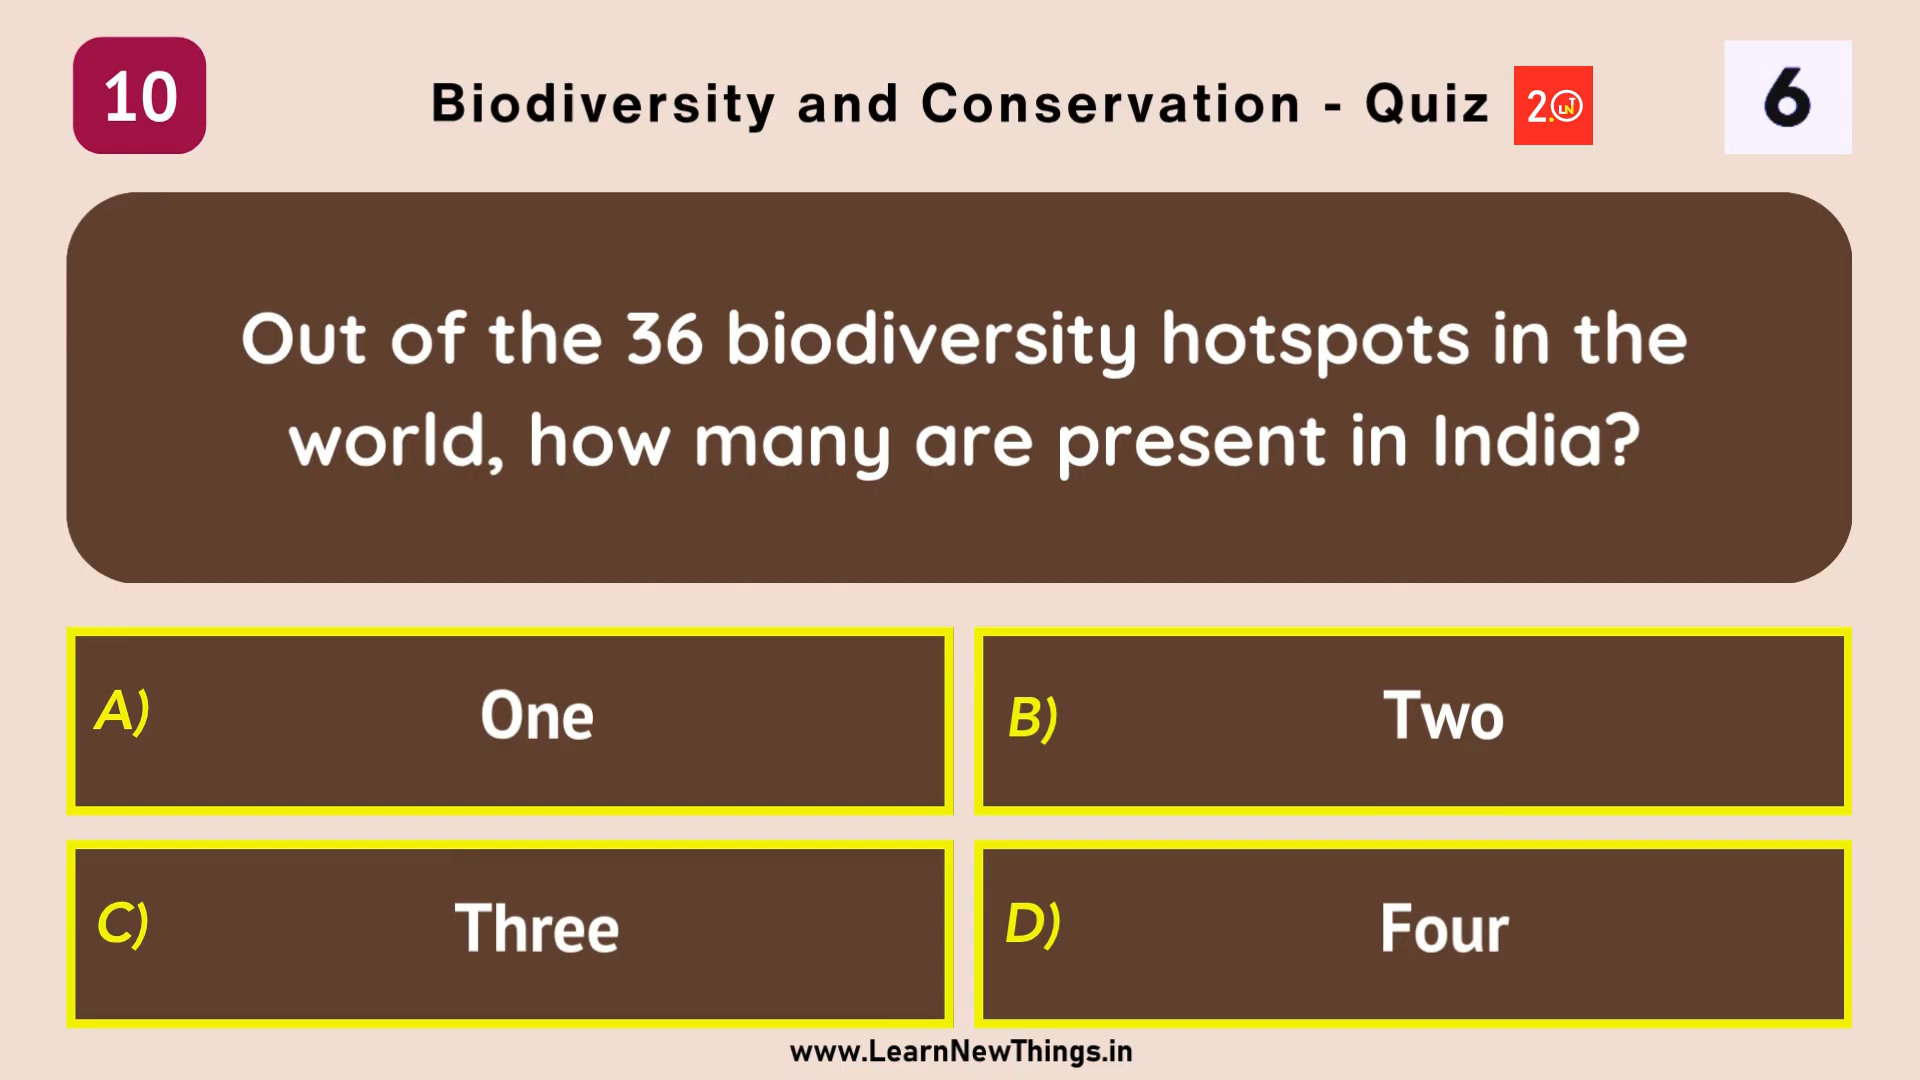 10
Biodiversity and Conservation - Quiz
2.0
LNT
6
Out of the 36 biodiversity hotspots in the
world, how many are present in India?
A) One
B) Two
C) Three
D) Four
www.LearnNewThings.in